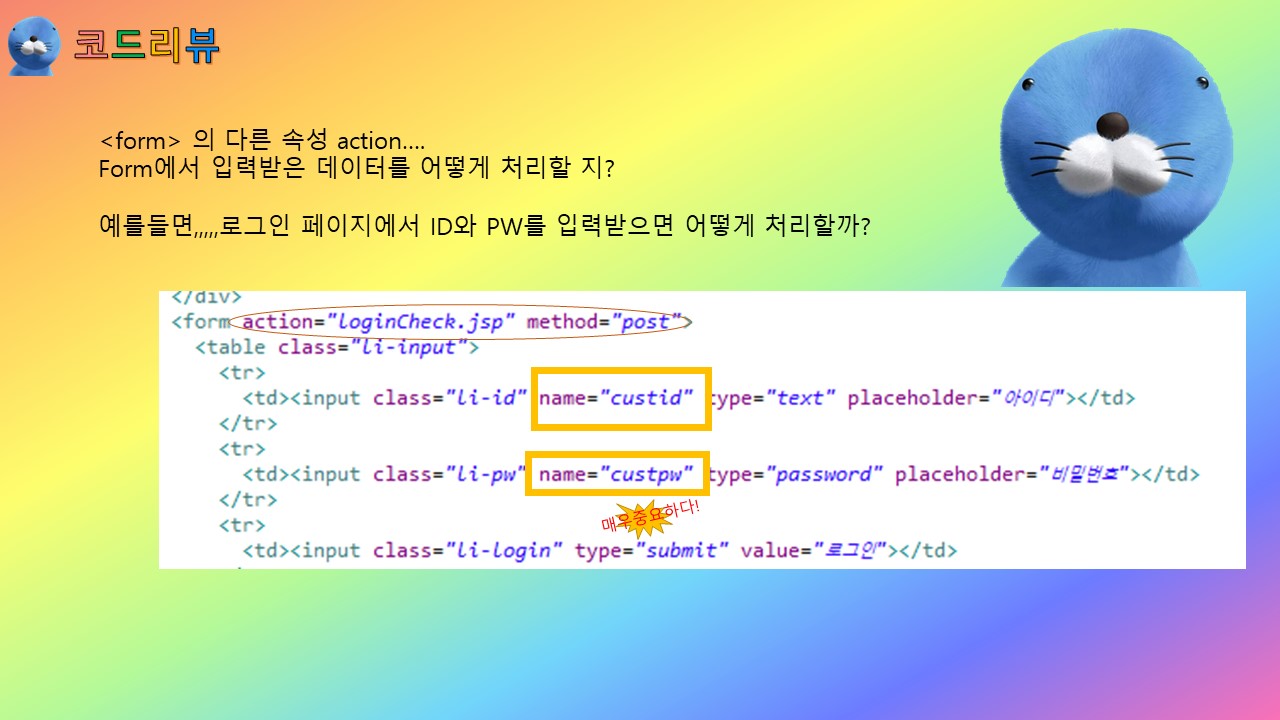 코드리뷰
<form> 의 다른 속성 action....
Form에서 입력받은 데이터를 어떻게 처리할 지?
예를들면,,,,,로그인 페이지에서 ID와 PW를 입력받으면 어떻게 처리할까?
</div>
<form action="loginCheck.jsp" method="post">
<table class="li-input">
<tr>
<td><input class="li-id" name="custid" type="text" placeholder="아이디"></td>
</tr>
<tr>
<td><input class="li-pw" name="custpw" type="password" placeholder="비밀번호"></td>
</tr>
매우중요하다!
<tr>
<td><input class="li-login" type="submit" value="로그인"></td>